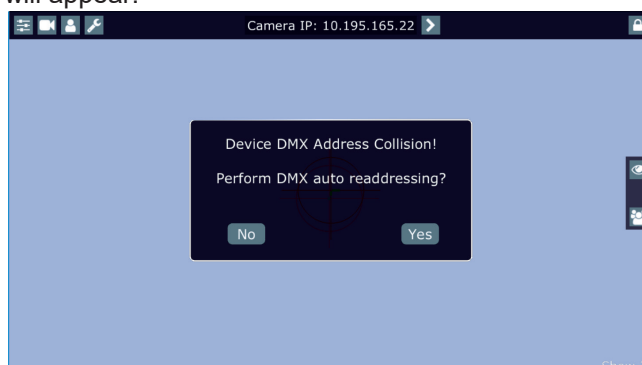 will appear:
Camera IP: 10.195.165.22
Device DMX Address Collision!
Perform DMX auto readdressing?
No Yes